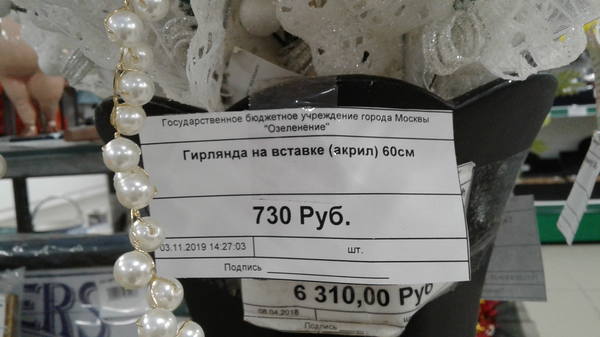 Государственное бюджетное учреждение города Москвы
"Озеленение"
Гирлянда на вставке (акрил) 60см
730 Руб.
03.11.2019 14:27:03
шт.
Подпись
6 310,00 Руб
08.04.2018
Подпись
ERS